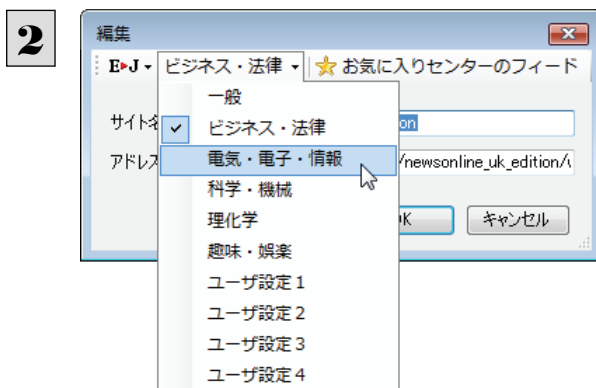 2
編集
E▸J ビジネス・法律 お気に入りセンターのフィード
一般
サイト名
ビジネス・法律
on
電気・電子・情報
アドレス
/newsonline_uk_edition/
科学・機械
理化学
キャンセル
趣味・娯楽
ユーザ設定1
ユーザ設定2
ユーザ設定3
ユーザ設定4